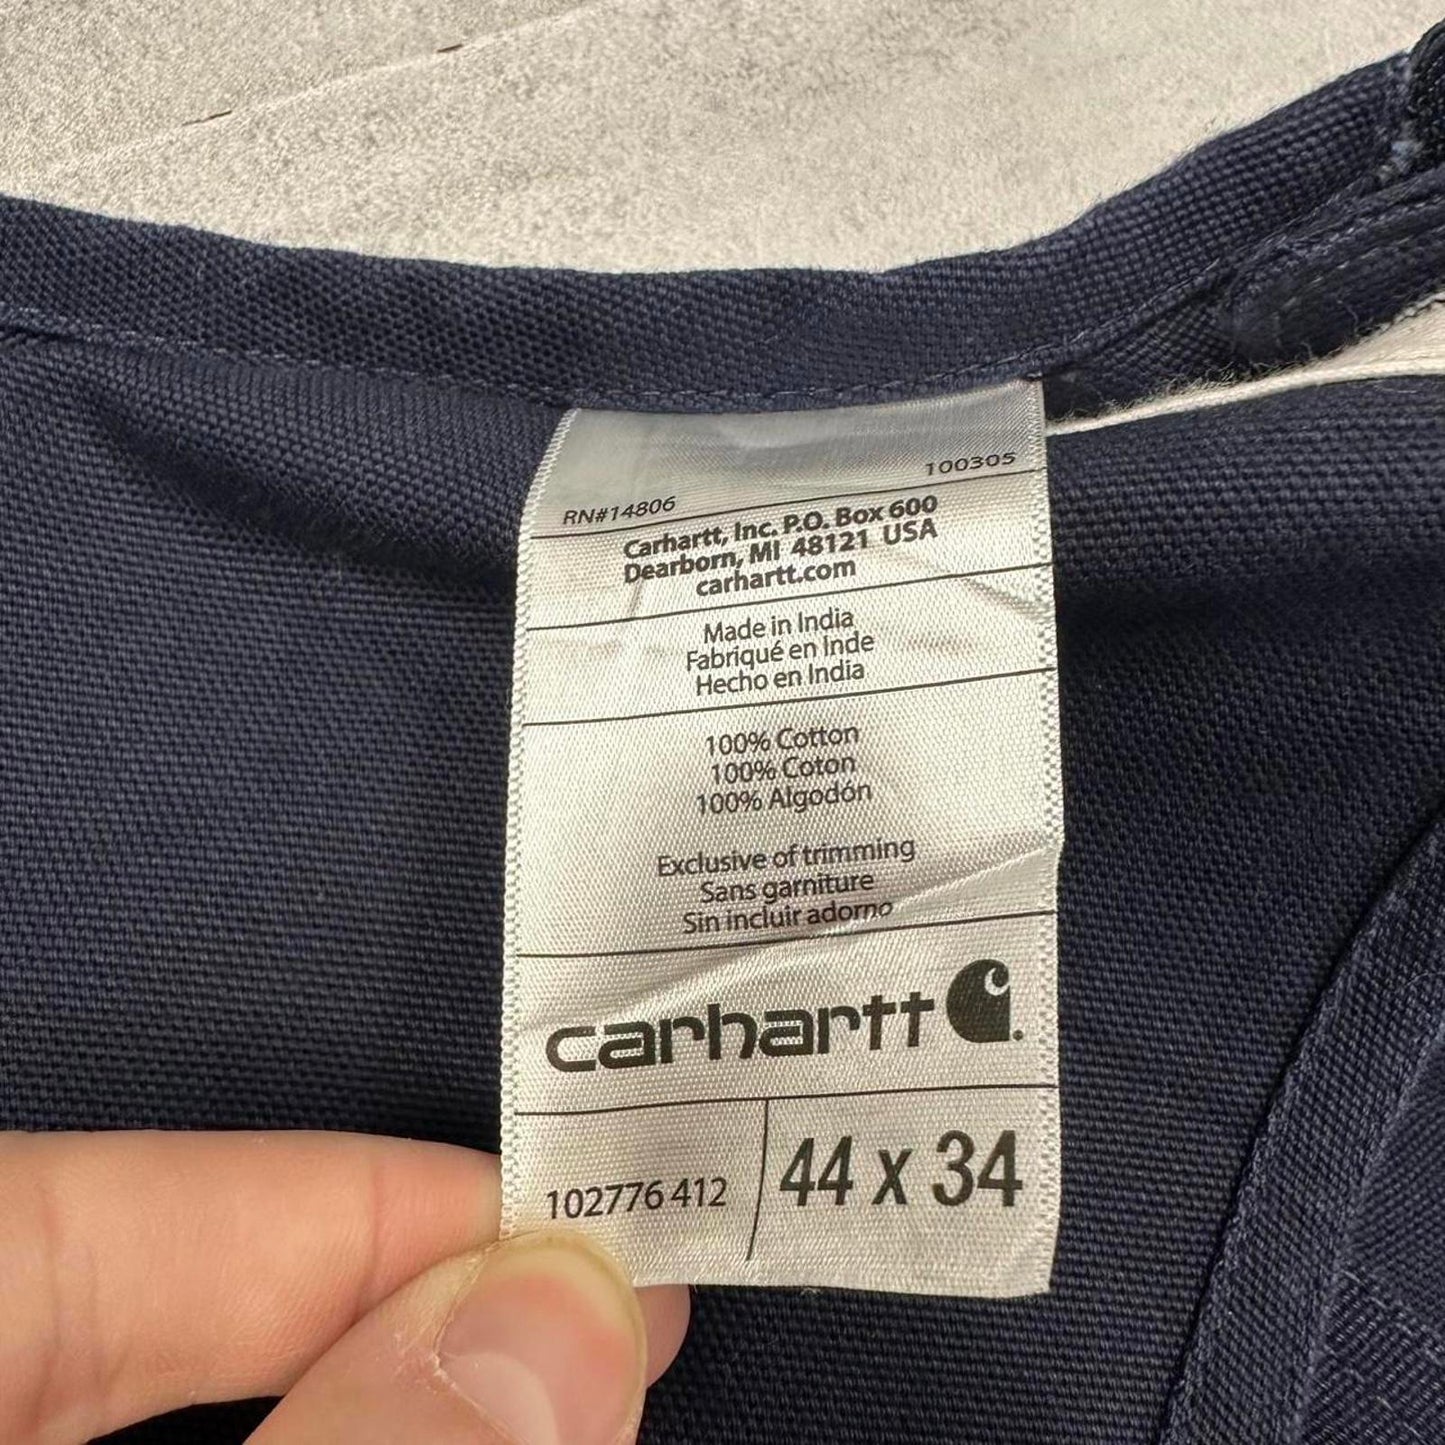 RN#14806 100305
Carhartt, Inc. P.O. Box 600
Dearborn, MI 48121 USA
carhartt.com
Made in India
Fabriqué en Inde
Hecho en India
100% Cotton
100% Coton
100% Algodón
Exclusive of trimming
Sans garniture
Sin incluir adorno
carhartt
102776 412 44 x 34